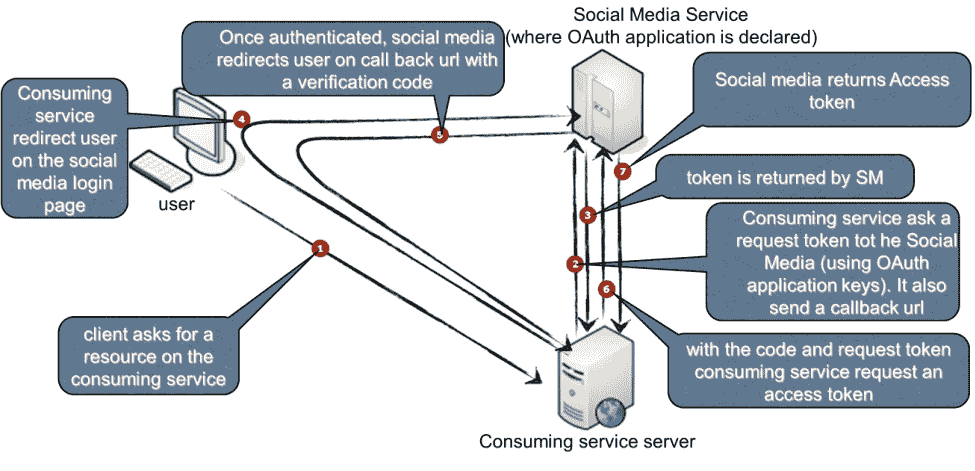 Social Media Service
(where OAuth application is declared)
Once authenticated, social media
redirects user on call back url with
a verification code
Social media returns Access
token
Consuming
service
redirect user
on the social
media login
page
4
5
7
user
token is returned by SM
3
Consuming service ask a
request token tot he Social
Media (using OAuth
application keys). It also
send a callback url
1
2
6
client asks for a
resource on the
consuming service
with the code and request token
consuming service request an
access token
Consuming service server